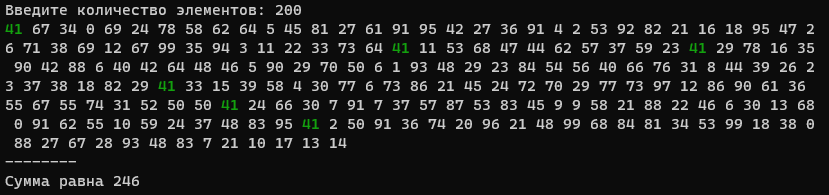 Введите количество элементов: 200
41 67 34 0 69 24 78 58 62 64 5 45 81 27 61 91 95 42 27 36 91 4 2 53 92 82 21 16 18 95 47 2
6 71 38 69 12 67 99 35 94 3 11 22 33 73 64 41 11 53 68 47 44 62 57 37 59 23 41 29 78 16 35
 90 42 88 6 40 42 64 48 46 5 90 29 70 50 6 1 93 48 29 23 84 54 56 40 66 76 31 8 44 39 26 2
3 37 38 18 82 29 41 33 15 39 58 4 30 77 6 73 86 21 45 24 72 70 29 77 73 97 12 86 90 61 36
55 67 55 74 31 52 50 50 41 24 66 30 7 91 7 37 57 87 53 83 45 9 9 58 21 88 22 46 6 30 13 68
 0 91 62 55 10 59 24 37 48 83 95 41 2 50 91 36 74 20 96 21 48 99 68 84 81 34 53 99 18 38 0
 88 27 67 28 93 48 83 7 21 10 17 13 14
--------
Сумма равна 246